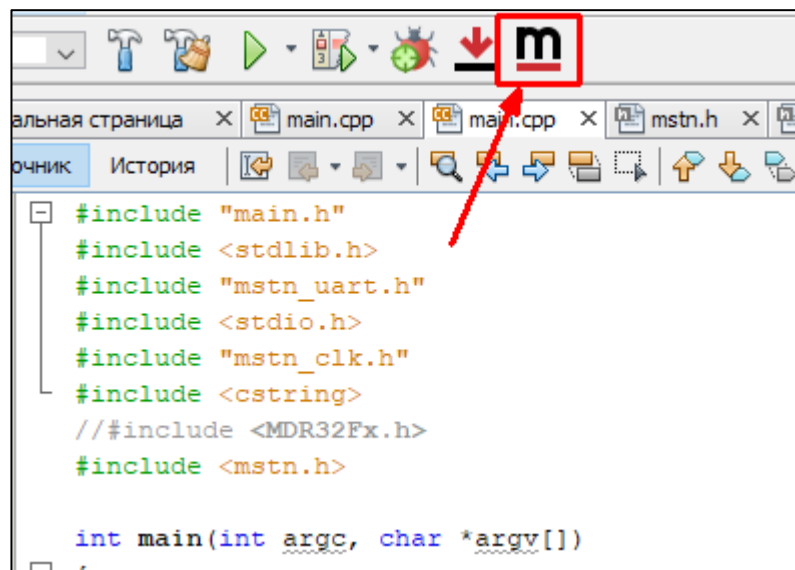 m
альная страница main.cpp main.cpp mstn.h
очник История
#include "main.h"
#include <stdlib.h>
#include "mstn_uart.h"
#include <stdio.h>
#include "mstn_clk.h"
#include <cstring>
//#include <MDR32Fx.h>
#include <mstn.h>
int main(int argc, char *argv[])